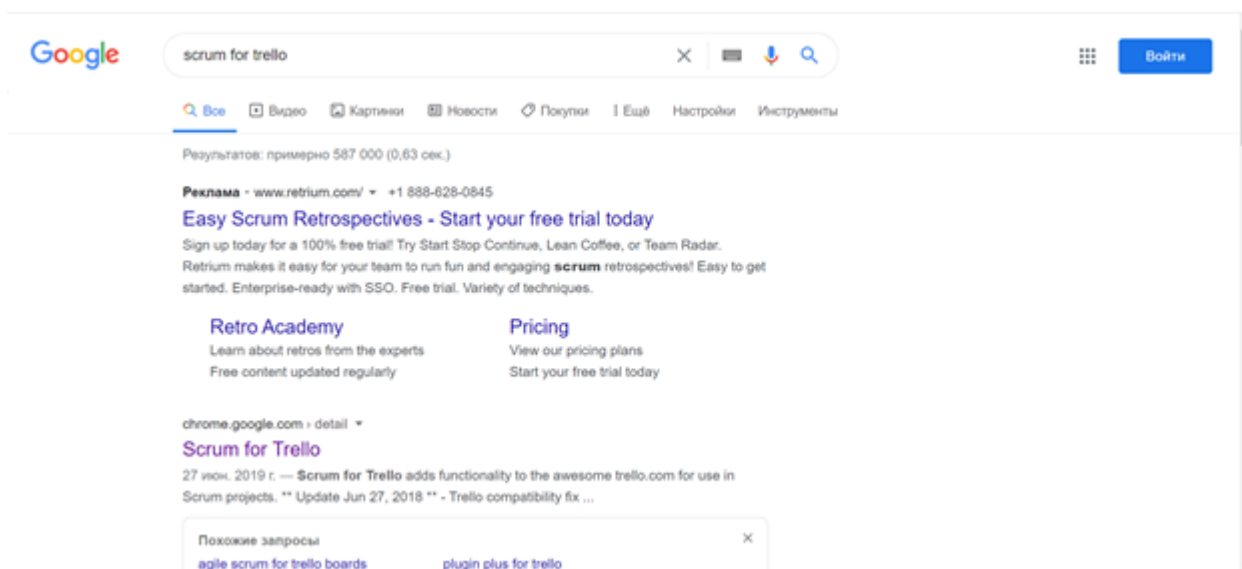 Google
scrum for trello
Войти
Все Видео Картинки Новости Покупки Ещё Настройки Инструменты
Результатов: примерно 587 000 (0,63 сек.)
Реклама · www.retrium.com/ +1 888-628-0845
Easy Scrum Retrospectives - Start your free trial today
Sign up today for a 100% free trial! Try Start Stop Continue, Lean Coffee, or Team Radar.
Retrium makes it easy for your team to run fun and engaging scrum retrospectives! Easy to get
started. Enterprise-ready with SSO. Free trial. Variety of techniques.
Retro Academy
Learn about retros from the experts
Free content updated regularly
Pricing
View our pricing plans
Start your free trial today
chrome.google.com › detail
Scrum for Trello
27 июн. 2019 г. — Scrum for Trello adds functionality to the awesome trello.com for use in
Scrum projects. ** Update Jun 27, 2018 ** - Trello compatibility fix ...
Похожие запросы
agile scrum for trello boards
plugin plus for trello